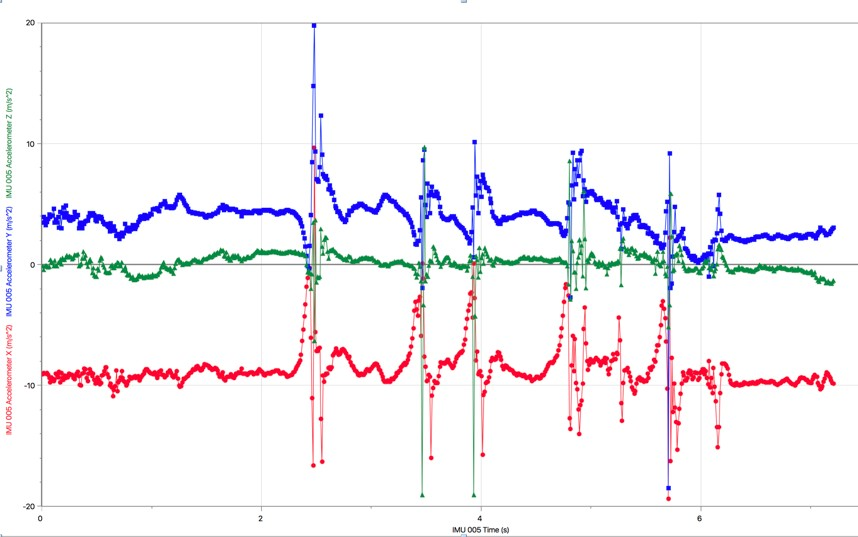 20
10
0
-10
-20
IMU 005 Accelerometer Z (m/s^2)
IMU 005 Accelerometer Y (m/s^2)
IMU 005 Accelerometer X (m/s^2)
0
2
4
6
IMU 005 Time (s)